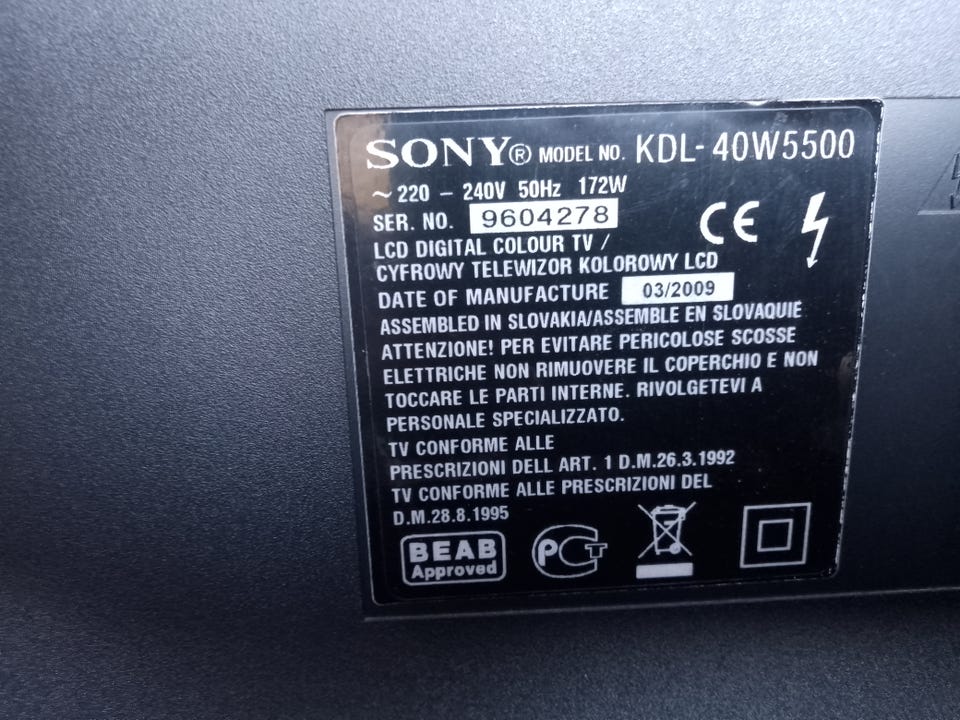 SONY® MODEL NO. KDL-40W5500
~ 220 - 240V 50Hz 172W
SER. NO. 9604278
CE
LCD DIGITAL COLOUR TV /
CYFROWY TELEWIZOR KOLOROWY LCD
DATE OF MANUFACTURE 03/2009
ASSEMBLED IN SLOVAKIA/ASSEMBLE EN SLOVAQUIE
ATTENZIONE! PER EVITARE PERICOLOSE SCOSSE
ELETTRICHE NON RIMUOVERE IL COPERCHIO E NON
TOCCARE LE PARTI INTERNE. RIVOLGETEVI A
PERSONALE SPECIALIZZATO.
TV CONFORME ALLE
PRESCRIZIONI DELL ART. 1 D.M.26.3.1992
TV CONFORME ALLE PRESCRIZIONI DEL
D.M.28.8.1995
BEAB
Approved
PCT